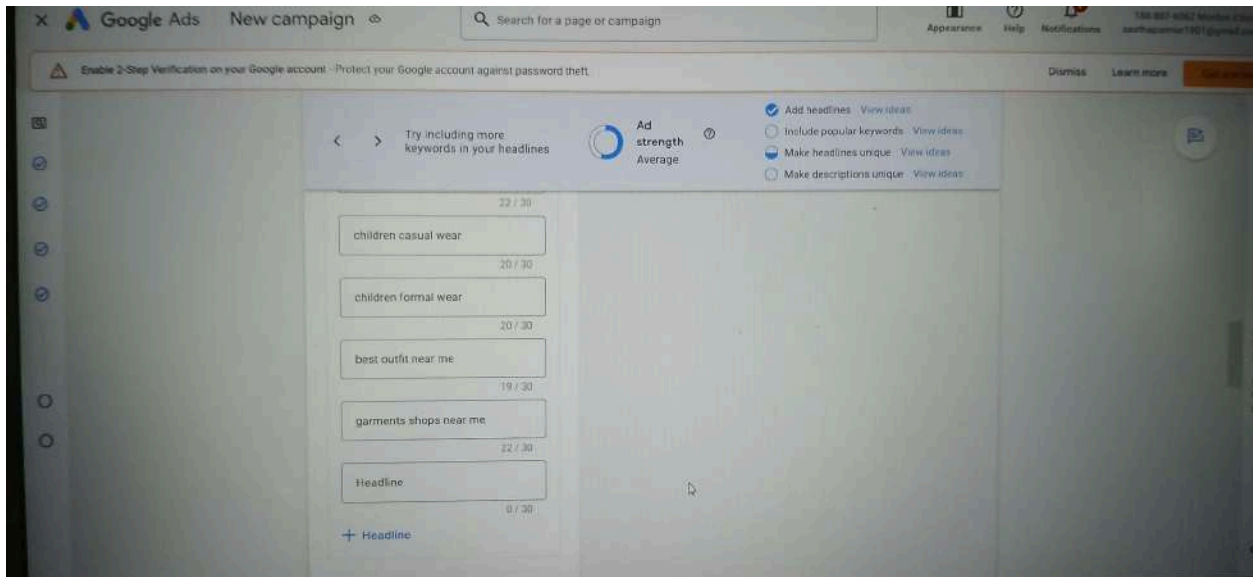 Google Ads New campaign
Search for a page or campaign
Appearance
Help
Notifications
Enable 2-Step Verification on your Google account - Protect your Google account against password theft.
Dismiss
Learn more
Try including more
keywords in your headlines
Ad
strength
Average
Add headlines View ideas
Include popular keywords View ideas
Make headlines unique View ideas
Make descriptions unique View ideas
22 / 30
children casual wear
20 / 30
children formal wear
20 / 30
best outfit near me
19 / 30
garments shops near me
22 / 30
Headline
0 / 30
+ Headline